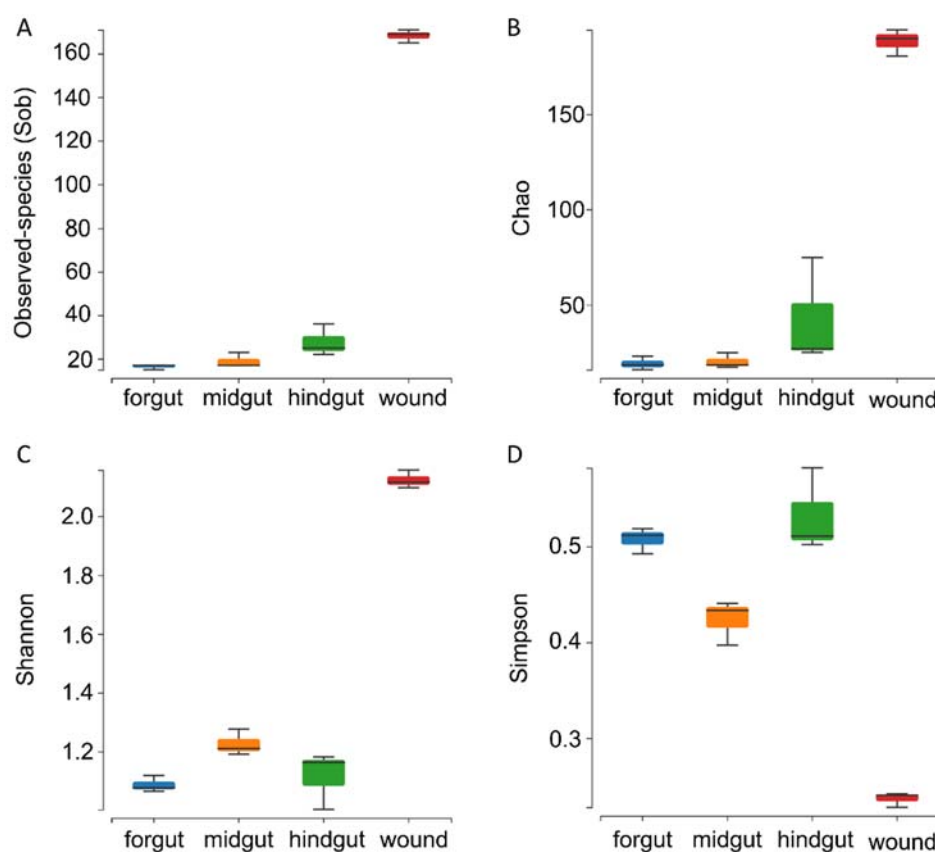 A
Observed-species (Sob)
160
140
120
100
80
60
40
20
forgut midgut hindgut wound
B
Chao
150
100
50
forgut midgut hindgut wound
C
Shannon
2.0
1.8
1.6
1.4
1.2
forgut midgut hindgut wound
D
Simpson
0.5
0.4
0.3
forgut midgut hindgut wound